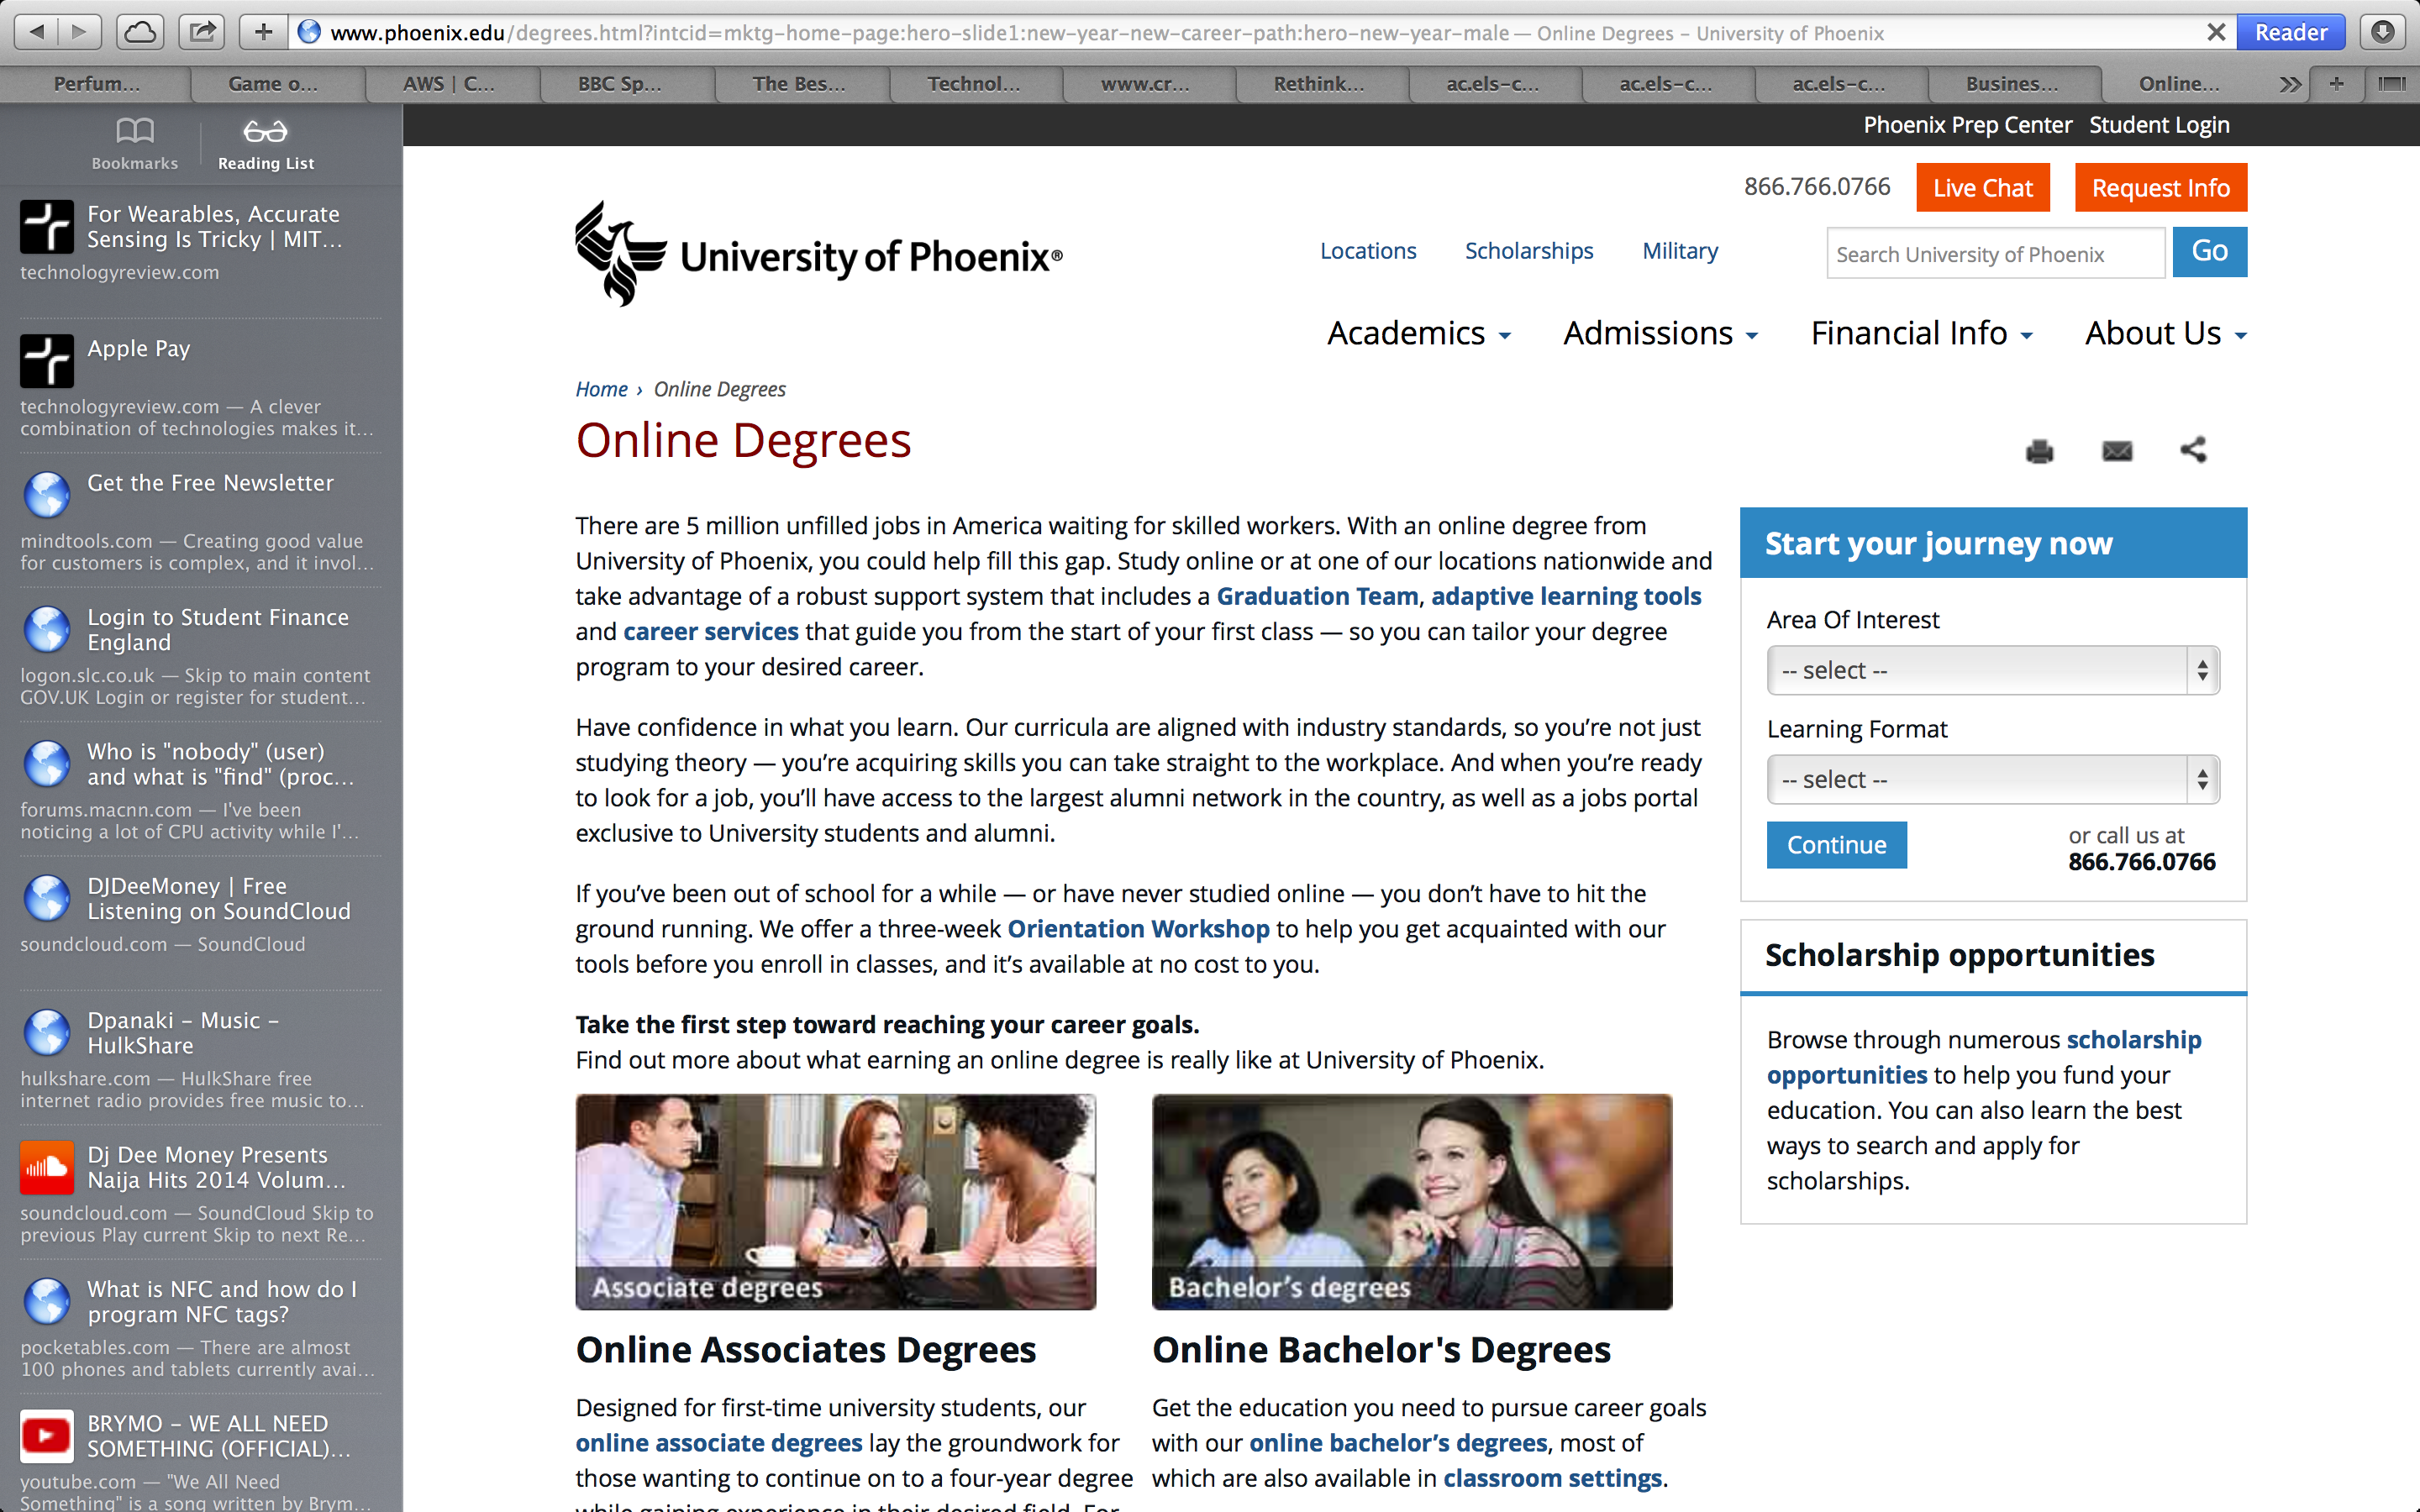 www.phoenix.edu/degrees.html?intcid=mktg-home-page:hero-slide1:new-year-new-career-path:hero-new-year-male — Online Degrees – University of Phoenix
Reader
Perfum...
Game o...
AWS | C...
BBC Sp...
The Bes...
Technol...
www.cr...
Rethink...
ac.els-c...
ac.els-c...
ac.els-c...
Busines...
Online...
Bookmarks
Reading List
For Wearables, Accurate
Sensing Is Tricky | MIT...
technologyreview.com
Apple Pay
technologyreview.com — A clever
combination of technologies makes it...
Get the Free Newsletter
mindtools.com — Creating good value
for customers is complex, and it invol...
Login to Student Finance
England
logon.slc.co.uk — Skip to main content
GOV.UK Login or register for student...
Who is "nobody" (user)
and what is "find" (proc...
forums.macnn.com — I've been
noticing a lot of CPU activity while I'...
DJDeeMoney | Free
Listening on SoundCloud
soundcloud.com — SoundCloud
Dpanaki – Music –
HulkShare
hulkshare.com — HulkShare free
internet radio provides free music to...
Dj Dee Money Presents
Naija Hits 2014 Volum...
soundcloud.com — SoundCloud Skip to
previous Play current Skip to next Re...
What is NFC and how do I
program NFC tags?
pocketables.com — There are almost
100 phones and tablets currently avai...
BRYMO – WE ALL NEED
SOMETHING (OFFICIAL)...
youtube.com — "We All Need
Something" is a song written by Brym...
Phoenix Prep Center Student Login
866.766.0766 Live Chat Request Info
University of Phoenix®
Locations Scholarships Military
Search University of Phoenix Go
Academics Admissions Financial Info About Us
Home › Online Degrees
Online Degrees
There are 5 million unfilled jobs in America waiting for skilled workers. With an online degree from
University of Phoenix, you could help fill this gap. Study online or at one of our locations nationwide and
take advantage of a robust support system that includes a Graduation Team, adaptive learning tools
and career services that guide you from the start of your first class — so you can tailor your degree
program to your desired career.
Have confidence in what you learn. Our curricula are aligned with industry standards, so you’re not just
studying theory — you’re acquiring skills you can take straight to the workplace. And when you’re ready
to look for a job, you’ll have access to the largest alumni network in the country, as well as a jobs portal
exclusive to University students and alumni.
If you’ve been out of school for a while — or have never studied online — you don’t have to hit the
ground running. We offer a three-week Orientation Workshop to help you get acquainted with our
tools before you enroll in classes, and it’s available at no cost to you.
Take the first step toward reaching your career goals.
Find out more about what earning an online degree is really like at University of Phoenix.
Associate degrees
Online Associates Degrees
Designed for first-time university students, our
online associate degrees lay the groundwork for
those wanting to continue on to a four-year degree
while gaining experience in their desired field. For
Bachelor’s degrees
Online Bachelor's Degrees
Get the education you need to pursue career goals
with our online bachelor’s degrees, most of
which are also available in classroom settings.
Start your journey now
Area Of Interest
-- select --
Learning Format
-- select --
Continue
or call us at
866.766.0766
Scholarship opportunities
Browse through numerous scholarship
opportunities to help you fund your
education. You can also learn the best
ways to search and apply for
scholarships.